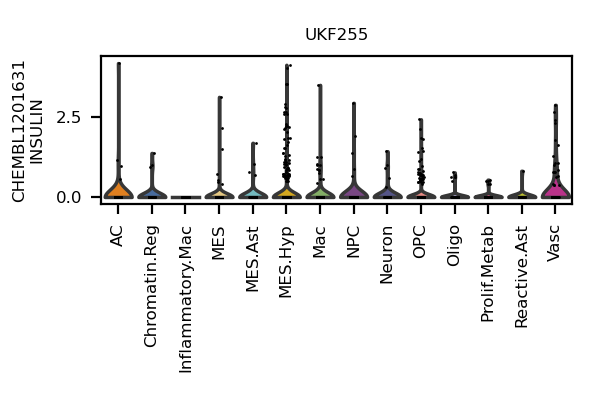 UKF255
CHEMBL1201631
INSULIN
2.5
0.0
AC
Chromatin.Reg
Inflammatory.Mac
MES
MES.Ast
MES.Hyp
Mac
NPC
Neuron
OPC
Oligo
Prolif.Metab
Reactive.Ast
Vasc